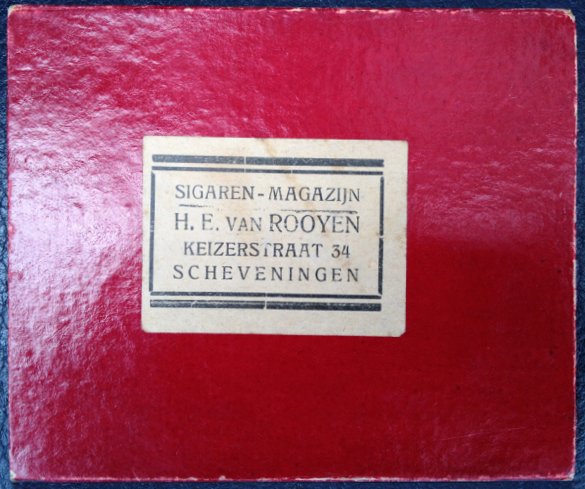 SIGAREN-MAGAZIJN
H. E. VAN ROOYEN
KEIZERSTRAAT 34
SCHEVENINGEN